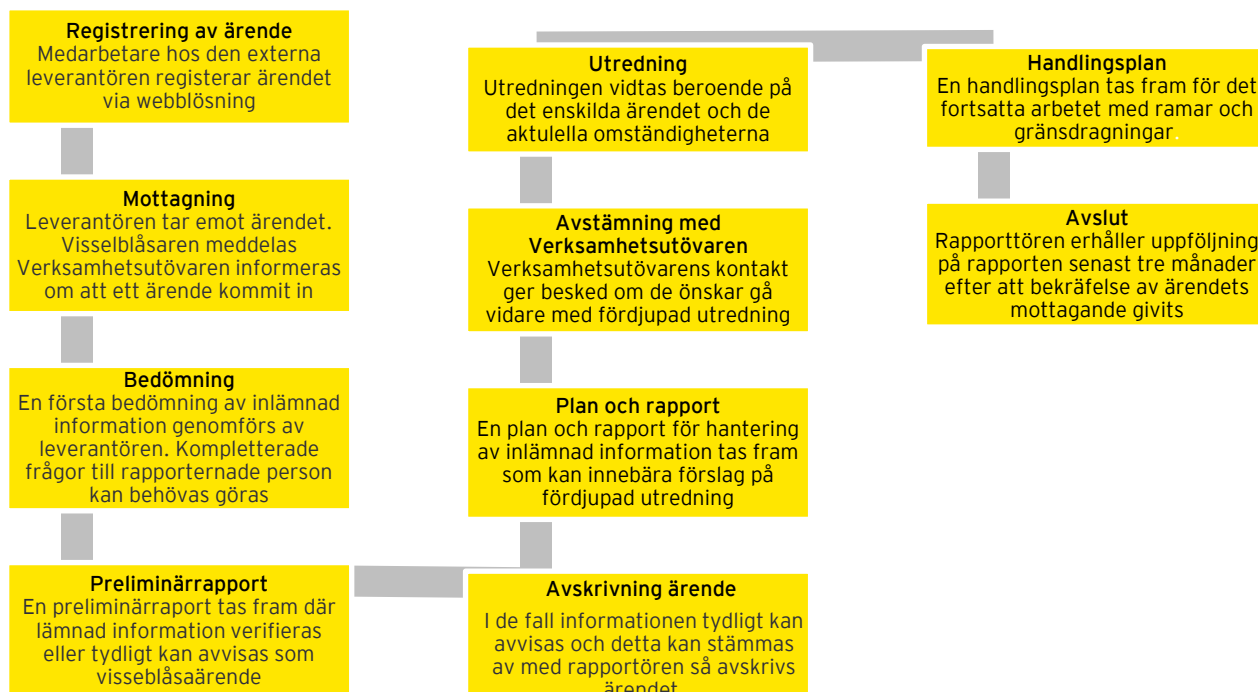 Registrering av ärende
Medarbetare hos den externa
leverantören registerar ärendet
via webblösning
Mottagning
Leverantören tar emot ärendet.
Visselblåsaren meddelas
Verksamhetsutövaren informeras
om att ett ärende kommit in
Bedömning
En första bedömning av inlämnad
information genomförs av
leverantören. Kompletterade
frågor till rapporternade person
kan behövas göras
Preliminärrapport
En preliminärraport tas fram där
lämnad information verifieras
eller tydligt kan avvisas som
visseblåsaärende
Avskrivning ärende
I de fall informationen tydligt kan
avvisas och detta kan stämmas
av med rapportören så avskrivs
ärendet
Plan och rapport
En plan och rapport för hantering
av inlämnad information tas fram
som kan innebära förslag på
fördjupad utredning
Avstämning med
Verksamhetsutövaren
Verksamhetsutövarens kontakt
ger besked om de önskar gå
vidare med fördjupad utredning
Utredning
Utredningen vidtas beroende på
det enskilda ärendet och de
aktulella omständigheterna
Handlingsplan
En handlingsplan tas fram för det
fortsatta arbetet med ramar och
gränsdragningar.
Avslut
Rapporttören erhåller uppföljning
på rapporten senast tre månader
efter att bekräfelse av ärendets
mottagande givits